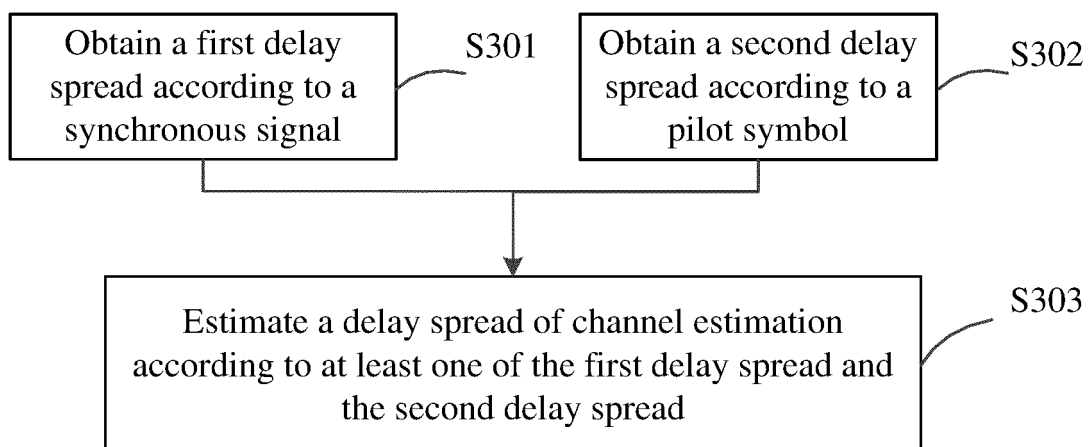 Obtain a first delay
spread according to a
synchronous signal
S301
Obtain a second delay
spread according to a
pilot symbol
S302
Estimate a delay spread of channel estimation
according to at least one of the first delay spread and
the second delay spread
S303